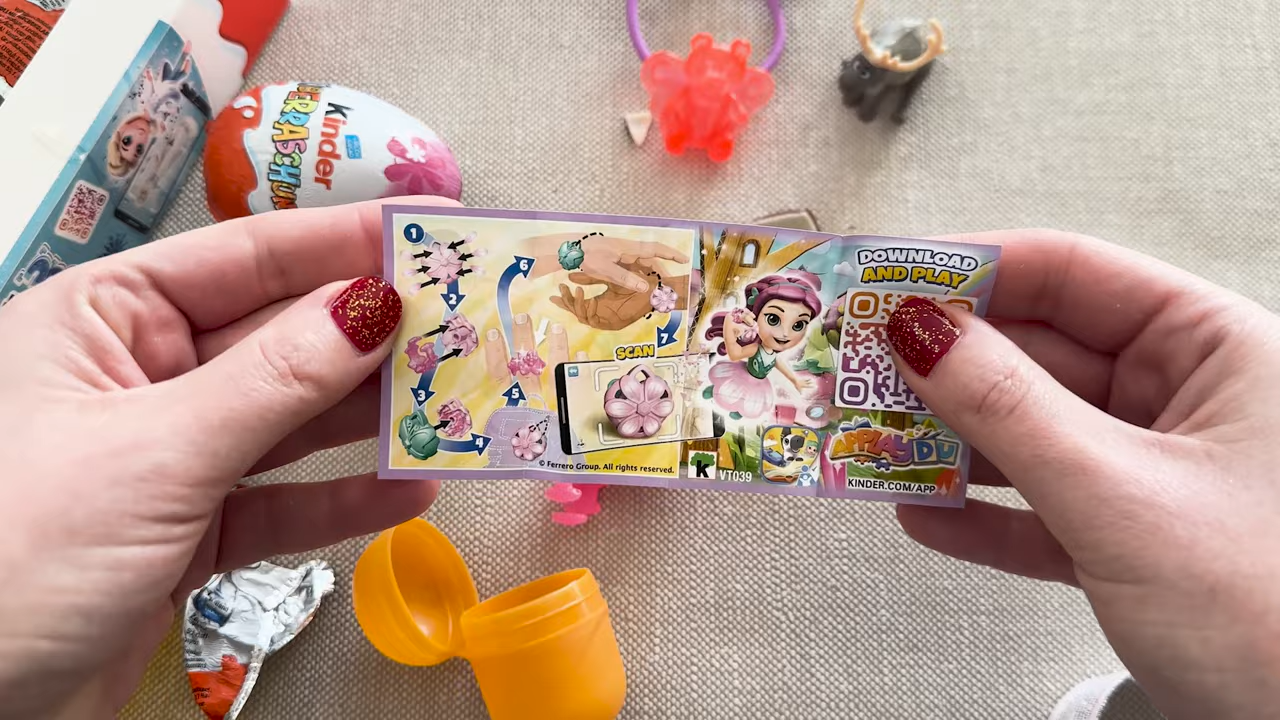 Kinder
ERRASCHUN
1
2
3
4
5
6
7
SCAN
© Ferrero Group. All rights reserved.
k
VT039
DOWNLOAD
AND PLAY
APPLAYDU
KINDER.COM/APP